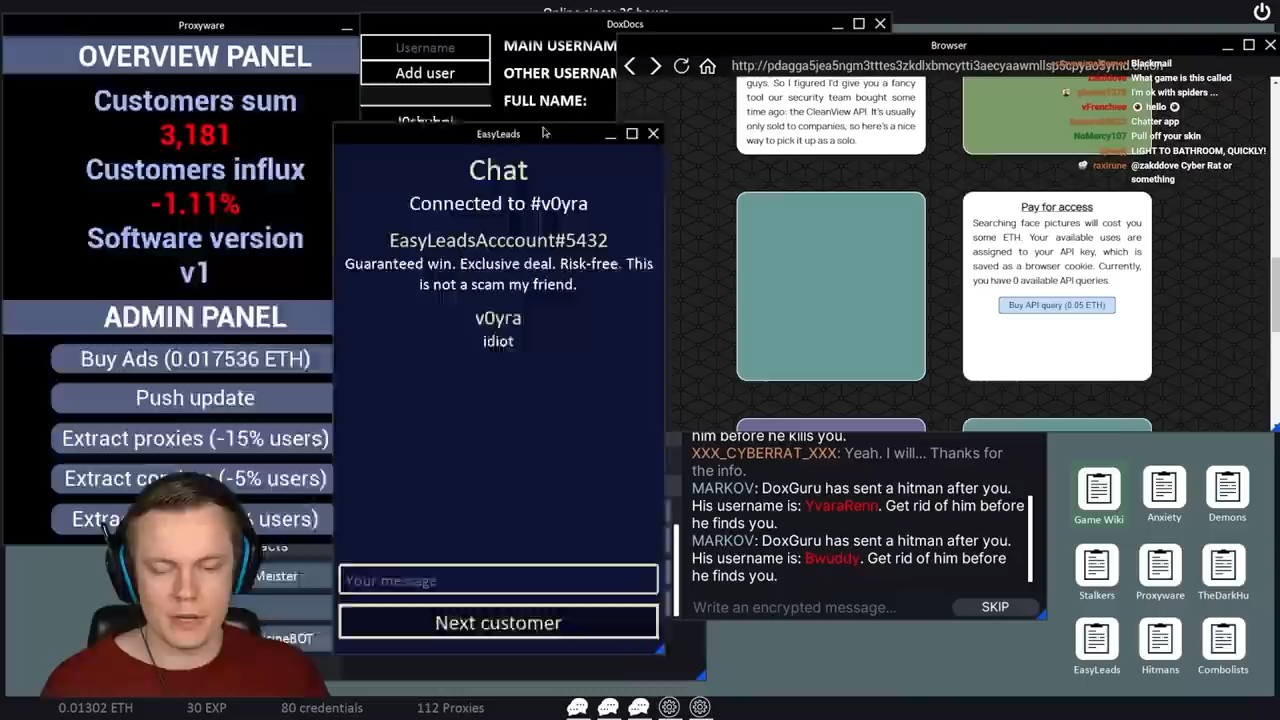 Online since: 36 hours
Proxyware
OVERVIEW PANEL
Customers sum
3,181
Customers influx
-1.11%
Software version
v1
ADMIN PANEL
Buy Ads (0.017536 ETH)
Push update
Extract proxies (-15% users)
Extract co (-5% users)
Extra users)
Meister
sineBOT
DoxDocs
Username
Add user
MAIN USERNAM
OTHER USERNAM
FULL NAME:
EasyLeads
Chat
Connected to #v0yra
EasyLeadsAcccount#5432
Guaranteed win. Exclusive deal. Risk-free. This
is not a scam my friend.
v0yra
idiot
Your message
Next customer
Browser
guys. So I figured I'd give you a fancy
tool our security team bought some
time ago: the CleanView API. It's usually
only sold to companies, so here's a nice
way to pick it up as a solo.
Pay for access
Searching face pictures will cost you
some ETH. Your available uses are
assigned to your API key, which is
saved as a browser cookie. Currently,
you have 0 available API queries.
Buy API query (0.05 ETH)
Blackmail
zakddove What game is this called
I'm ok with spiders ...
vFrenchiee hello
Chatter app
NoMercy107 Pull off your skin
LIGHT TO BATHROOM, QUICKLY!
raxirune @zakddove Cyber Rat or
something
him before he kills you.
XXX_CYBERRAT_XXX: Yeah. I will... Thanks for
the info.
MARKOV: DoxGuru has sent a hitman after you.
His username is: YvaraRenn. Get rid of him before
he finds you.
MARKOV: DoxGuru has sent a hitman after you.
His username is: Bwuddy. Get rid of him before
he finds you.
Write an encrypted message...
SKIP
Game Wiki
Anxiety
Demons
Stalkers
Proxyware
TheDarkHu
EasyLeads
Hitmans
Combolists
0.01302 ETH
30 EXP
80 credentials
112 Proxies